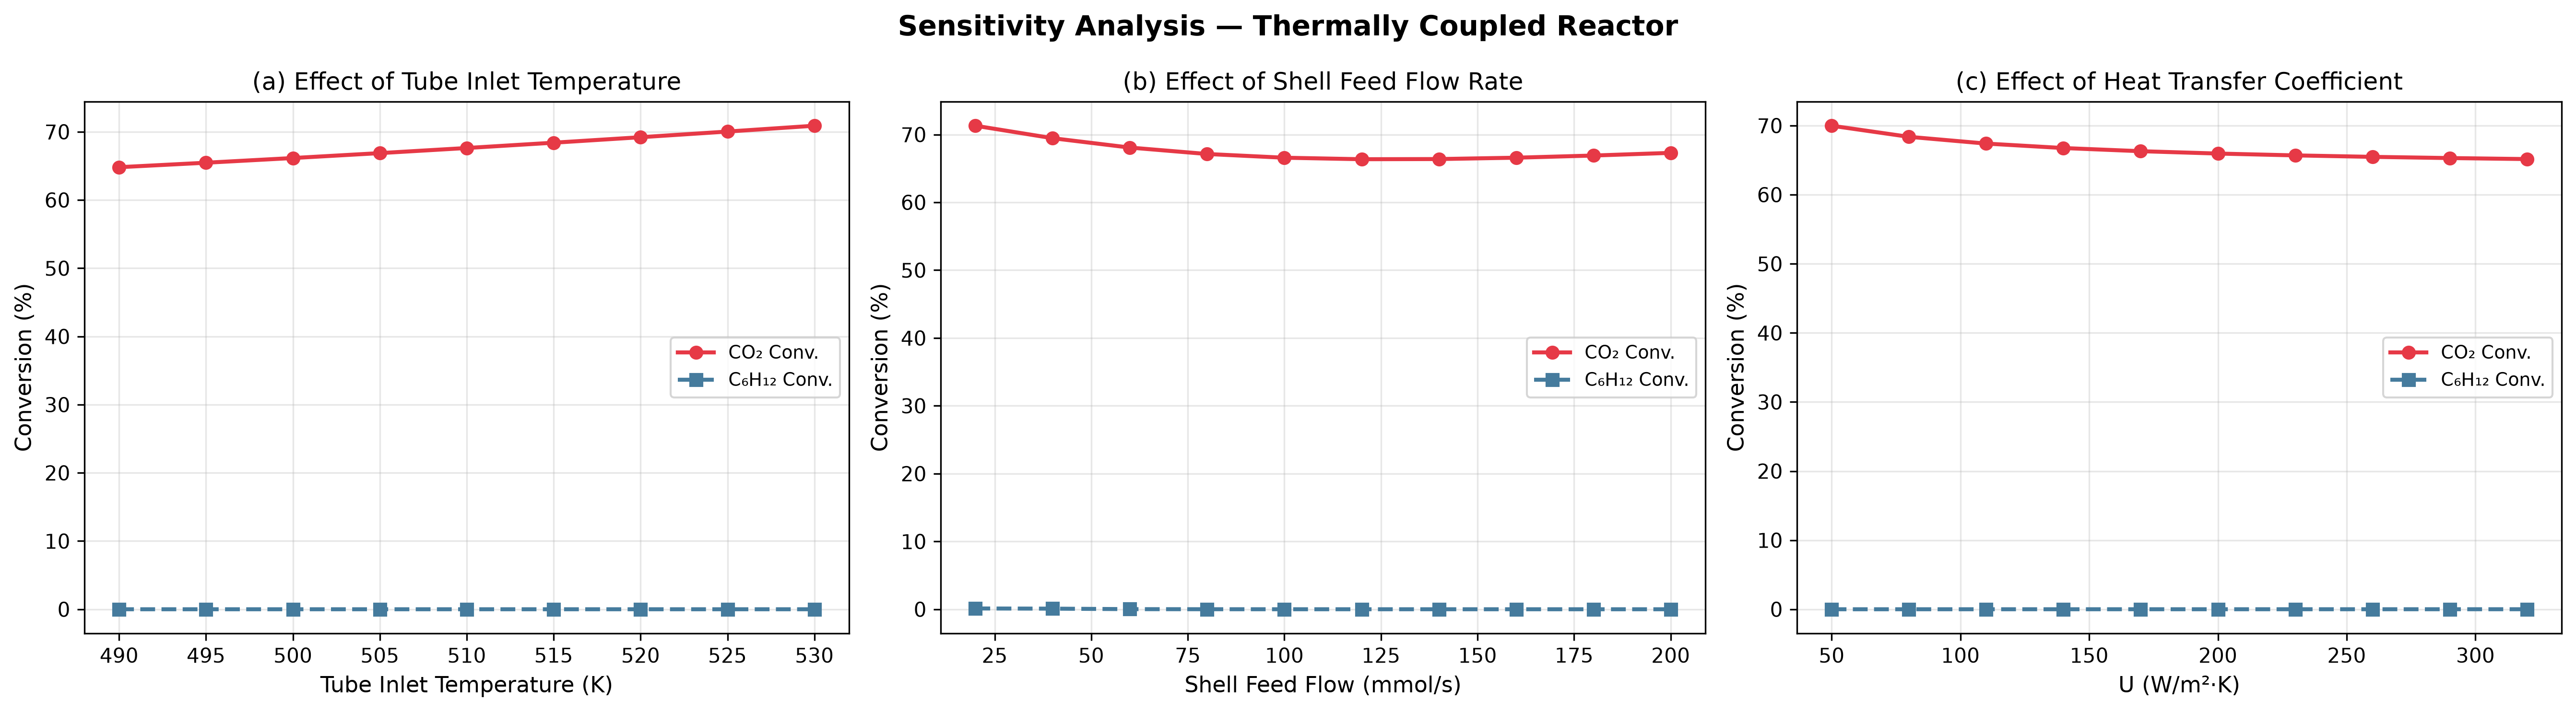 Sensitivity Analysis — Thermally Coupled Reactor
(a) Effect of Tube Inlet Temperature
Conversion (%)
70
60
50
40
30
20
10
0
CO₂ Conv.
C₆H₁₂ Conv.
490 495 500 505 510 515 520 525 530
Tube Inlet Temperature (K)
(b) Effect of Shell Feed Flow Rate
Conversion (%)
70
60
50
40
30
20
10
0
CO₂ Conv.
C₆H₁₂ Conv.
25 50 75 100 125 150 175 200
Shell Feed Flow (mmol/s)
(c) Effect of Heat Transfer Coefficient
Conversion (%)
70
60
50
40
30
20
10
0
CO₂ Conv.
C₆H₁₂ Conv.
50 100 150 200 250 300
U (W/m²·K)